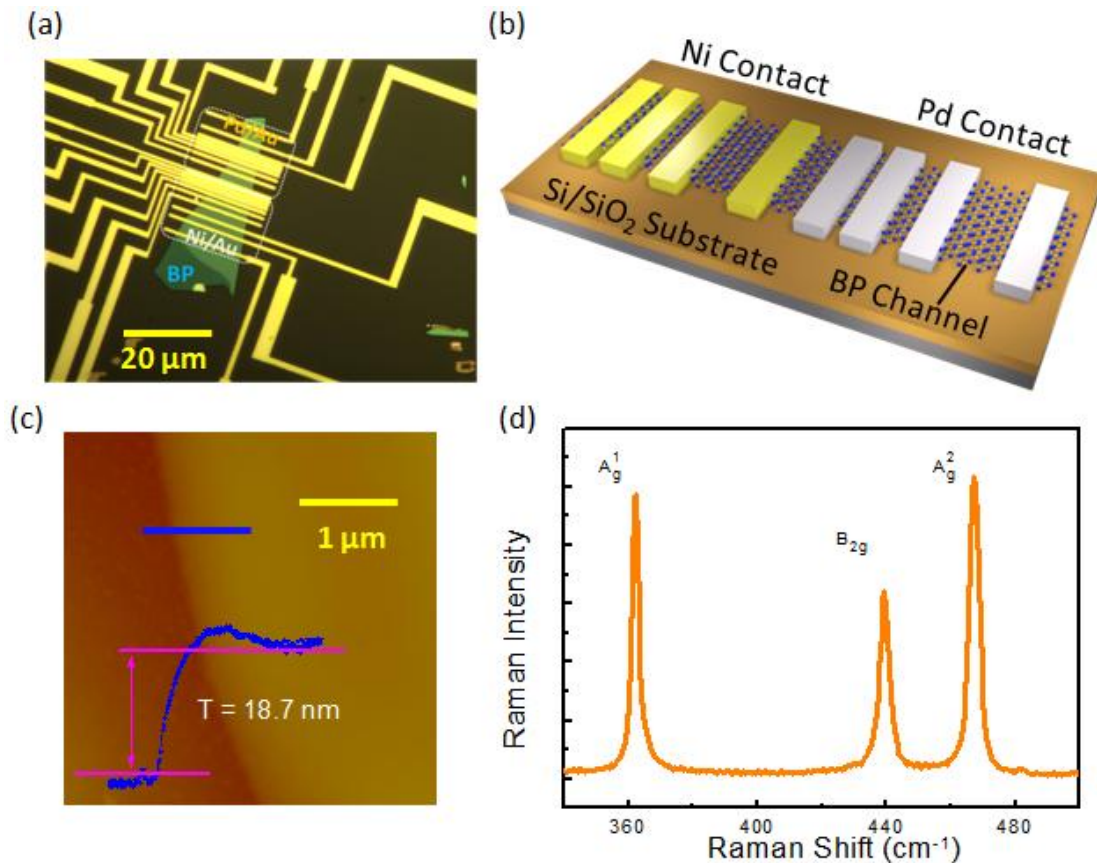 (a)
Pd/Au
Ni/Au
BP
20 μm
(b)
Ni Contact
Pd Contact
Si/SiO₂ Substrate
BP Channel
(c)
1 μm
T = 18.7 nm
(d)
A¹g
B₂g
A²g
Raman Intensity
360 400 440 480
Raman Shift (cm⁻¹)